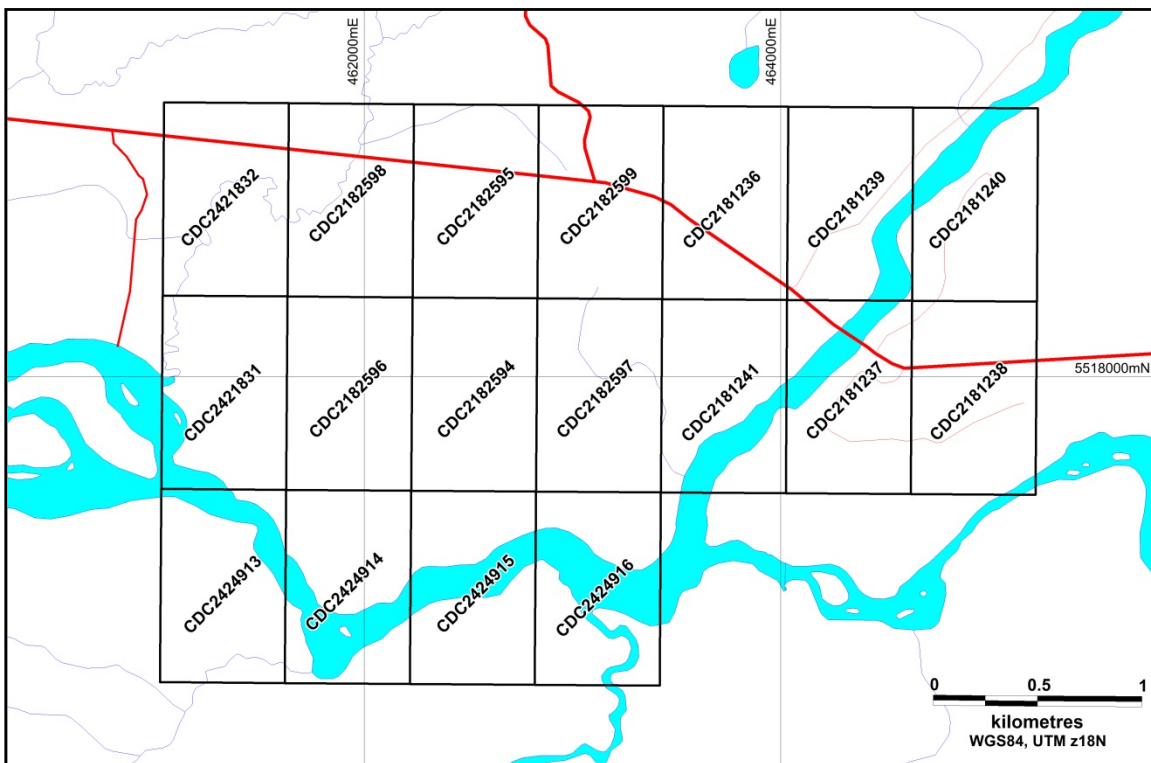 462000mE
464000mE
CDC2421832
CDC2182598
CDC2182595
CDC2182599
CDC2181236
CDC2181239
CDC2181240
5518000mN
CDC2421831
CDC2182596
CDC2182594
CDC2182597
CDC2181241
CDC2181237
CDC2181238
CDC2424913
CDC2424914
CDC2424915
CDC2424916
0 0.5 1
kilometres
WGS84, UTM z18N